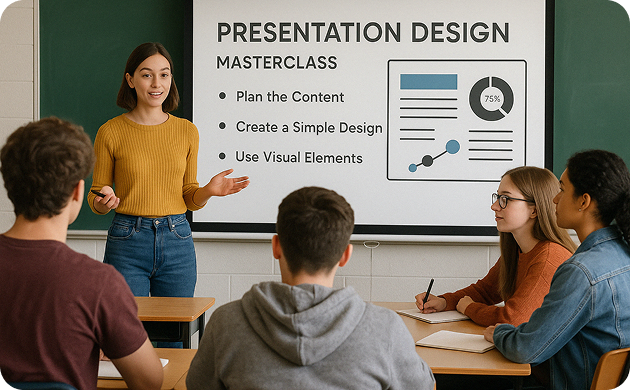 PRESENTATION DESIGN
MASTERCLASS
• Plan the Content
• Create a Simple Design
• Use Visual Elements
75%